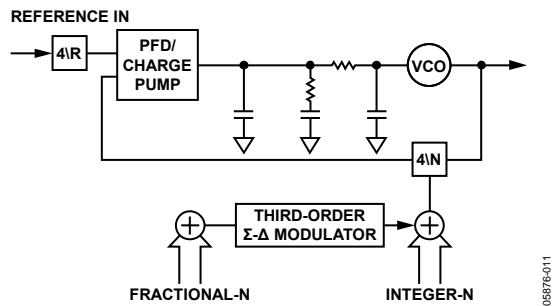 REFERENCE IN
4\R
PFD/
CHARGE
PUMP
VCO
4\N
THIRD-ORDER
Σ-Δ MODULATOR
FRACTIONAL-N
INTEGER-N
05876-011